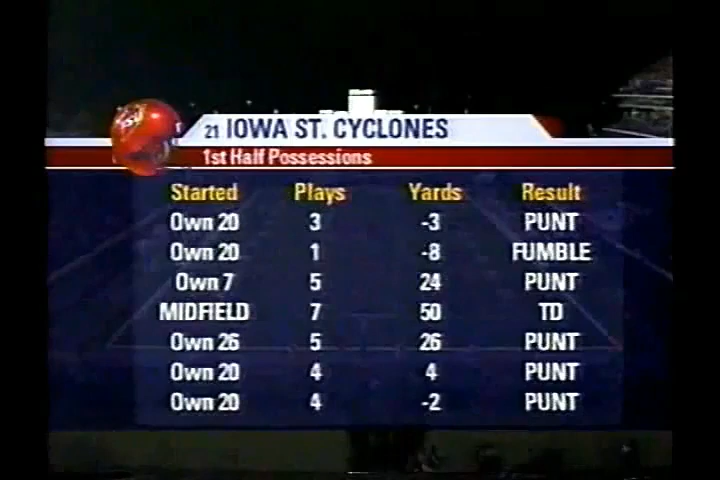 21 IOWA ST. CYCLONES
1st Half Possessions
Started Plays Yards Result
Own 20 3 -3 PUNT
Own 20 1 -8 FUMBLE
Own 7 5 24 PUNT
MIDFIELD 7 50 TD
Own 26 5 26 PUNT
Own 20 4 4 PUNT
Own 20 4 -2 PUNT